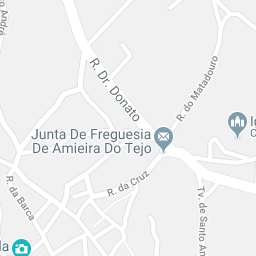 R. Dr. Donato
R. do Matadouro
Junta De Freguesia
De Amieira Do Tejo
R. da Cruz
R. da Barca
Tv. de Santo An